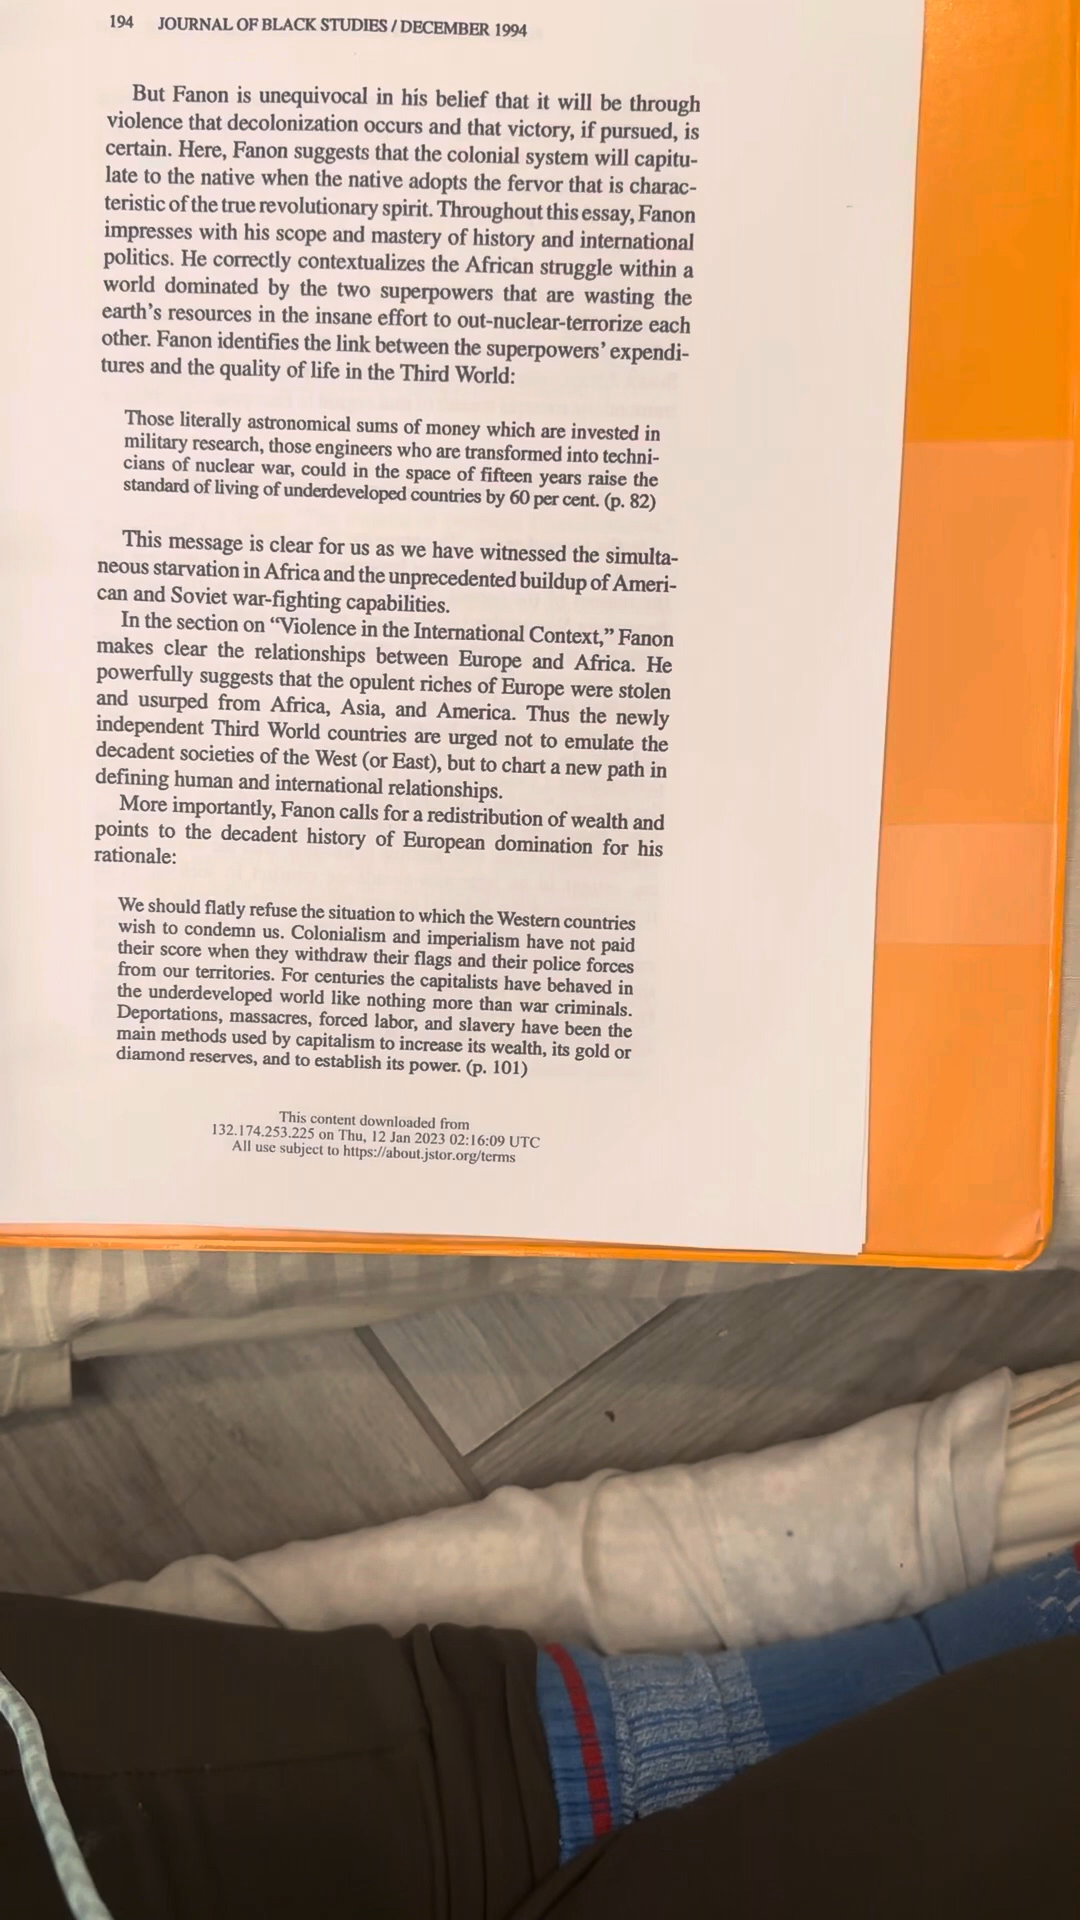 194 JOURNAL OF BLACK STUDIES / DECEMBER 1994
But Fanon is unequivocal in his belief that it will be through
violence that decolonization occurs and that victory, if pursued, is
certain. Here, Fanon suggests that the colonial system will capitu-
late to the native when the native adopts the fervor that is charac-
teristic of the true revolutionary spirit. Throughout this essay, Fanon
impresses with his scope and mastery of history and international
politics. He correctly contextualizes the African struggle within a
world dominated by the two superpowers that are wasting the
earth's resources in the insane effort to out-nuclear-terrorize each
other. Fanon identifies the link between the superpowers' expendi-
tures and the quality of life in the Third World:
Those literally astronomical sums of money which are invested in
military research, those engineers who are transformed into techni-
cians of nuclear war, could in the space of fifteen years raise the
standard of living of underdeveloped countries by 60 per cent. (p. 82)
This message is clear for us as we have witnessed the simulta-
neous starvation in Africa and the unprecedented buildup of Ameri-
can and Soviet war-fighting capabilities.
In the section on "Violence in the International Context," Fanon
makes clear the relationships between Europe and Africa. He
powerfully suggests that the opulent riches of Europe were stolen
and usurped from Africa, Asia, and America. Thus the newly
independent Third World countries are urged not to emulate the
decadent societies of the West (or East), but to chart a new path in
defining human and international relationships.
More importantly, Fanon calls for a redistribution of wealth and
points to the decadent history of European domination for his
rationale:
We should flatly refuse the situation to which the Western countries
wish to condemn us. Colonialism and imperialism have not paid
their score when they withdraw their flags and their police forces
from our territories. For centuries the capitalists have behaved in
the underdeveloped world like nothing more than war criminals.
Deportations, massacres, forced labor, and slavery have been the
main methods used by capitalism to increase its wealth, its gold or
diamond reserves, and to establish its power. (p. 101)
This content downloaded from
132.174.253.225 on Thu, 12 Jan 2023 02:16:09 UTC
All use subject to https://about.jstor.org/terms